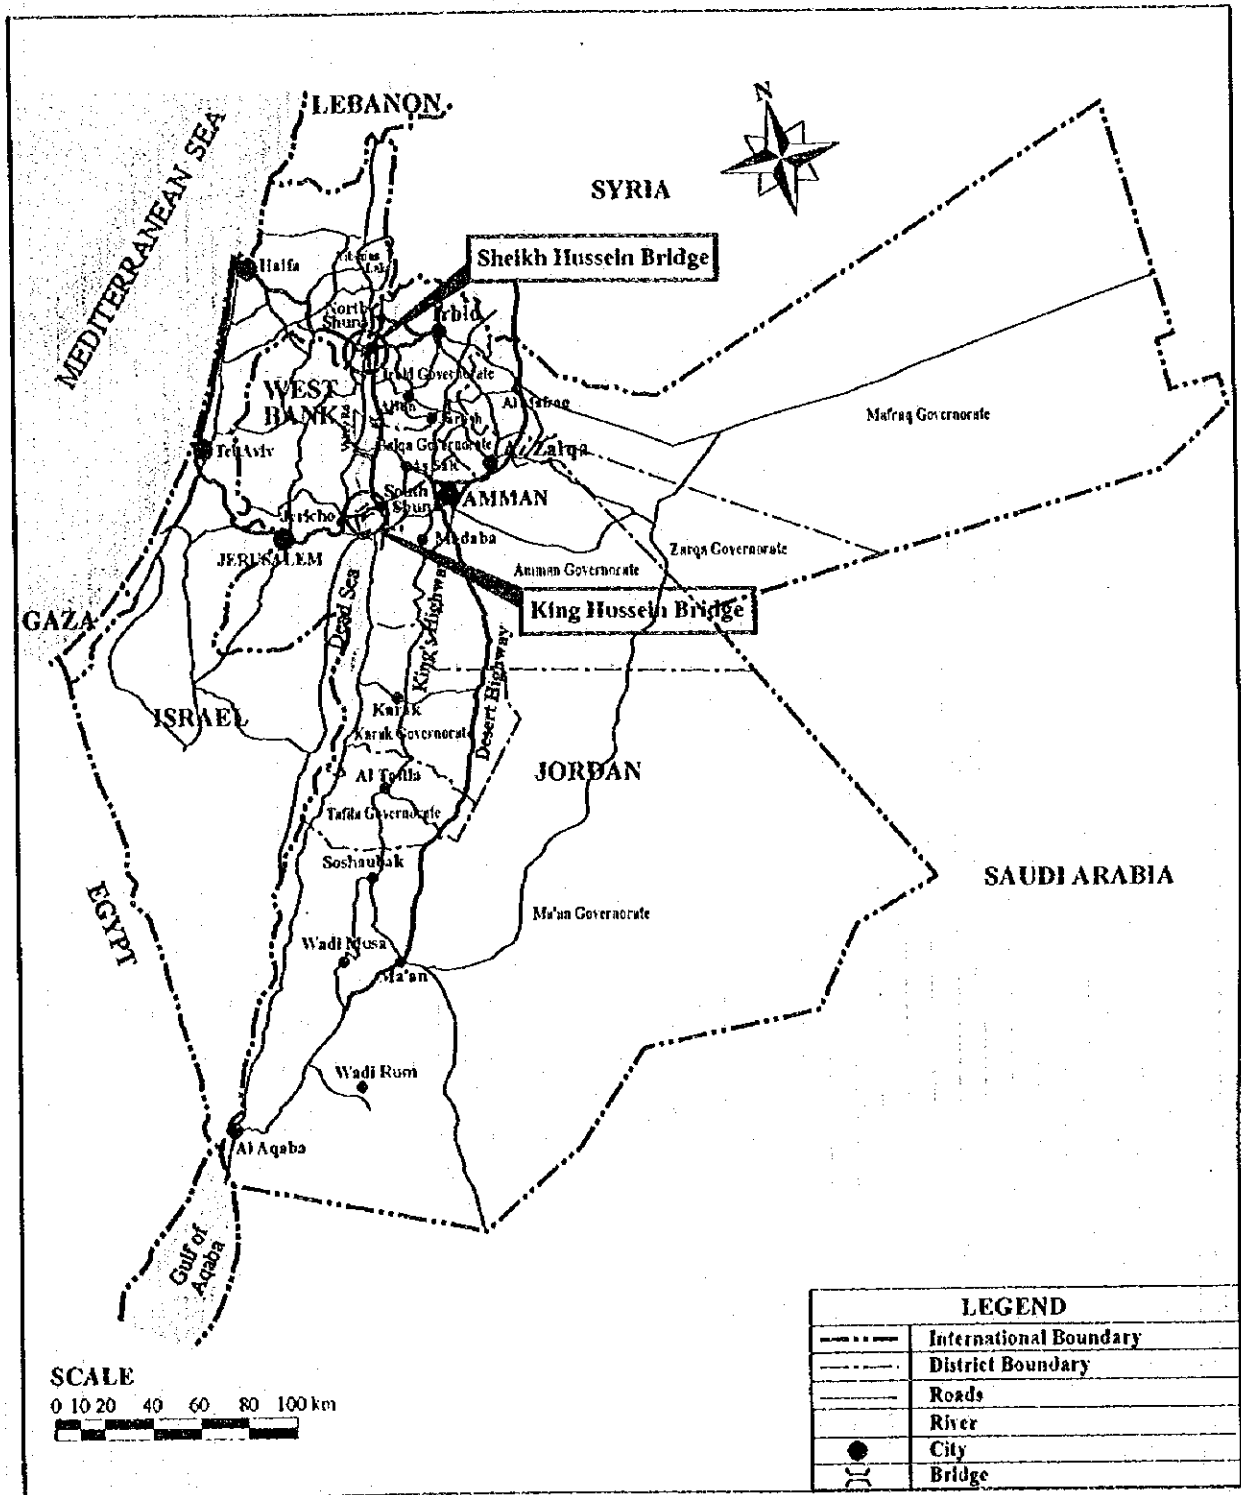 N
LEBANON
MEDITERRANEAN SEA
SYRIA
Sheikh Hussein Bridge
Haifa
North
Shuna
Irbid
Irbid Governorate
WEST
BANK
Ajlun
Jarash
Al Mafraq
Mafraq Governorate
Balqa Governorate
As Salt
Tel Aviv
Zarqa
South
Shuna
AMMAN
Jericho
Madaba
JERUSALEM
Zarqa Governorate
Amman Governorate
King Hussein Bridge
GAZA
Dead Sea
King's Highway
Desert Highway
ISRAEL
Karak
Karak Governorate
JORDAN
Al Tafila
Tafila Governorate
Soshaubak
SAUDI ARABIA
EGYPT
Ma'an Governorate
Wadi Musa
Ma'an
Wadi Rum
Al Aqaba
Gulf of
Aqaba
SCALE
0 10 20 40 60 80 100 km
LEGEND
International Boundary
District Boundary
Roads
River
City
Bridge